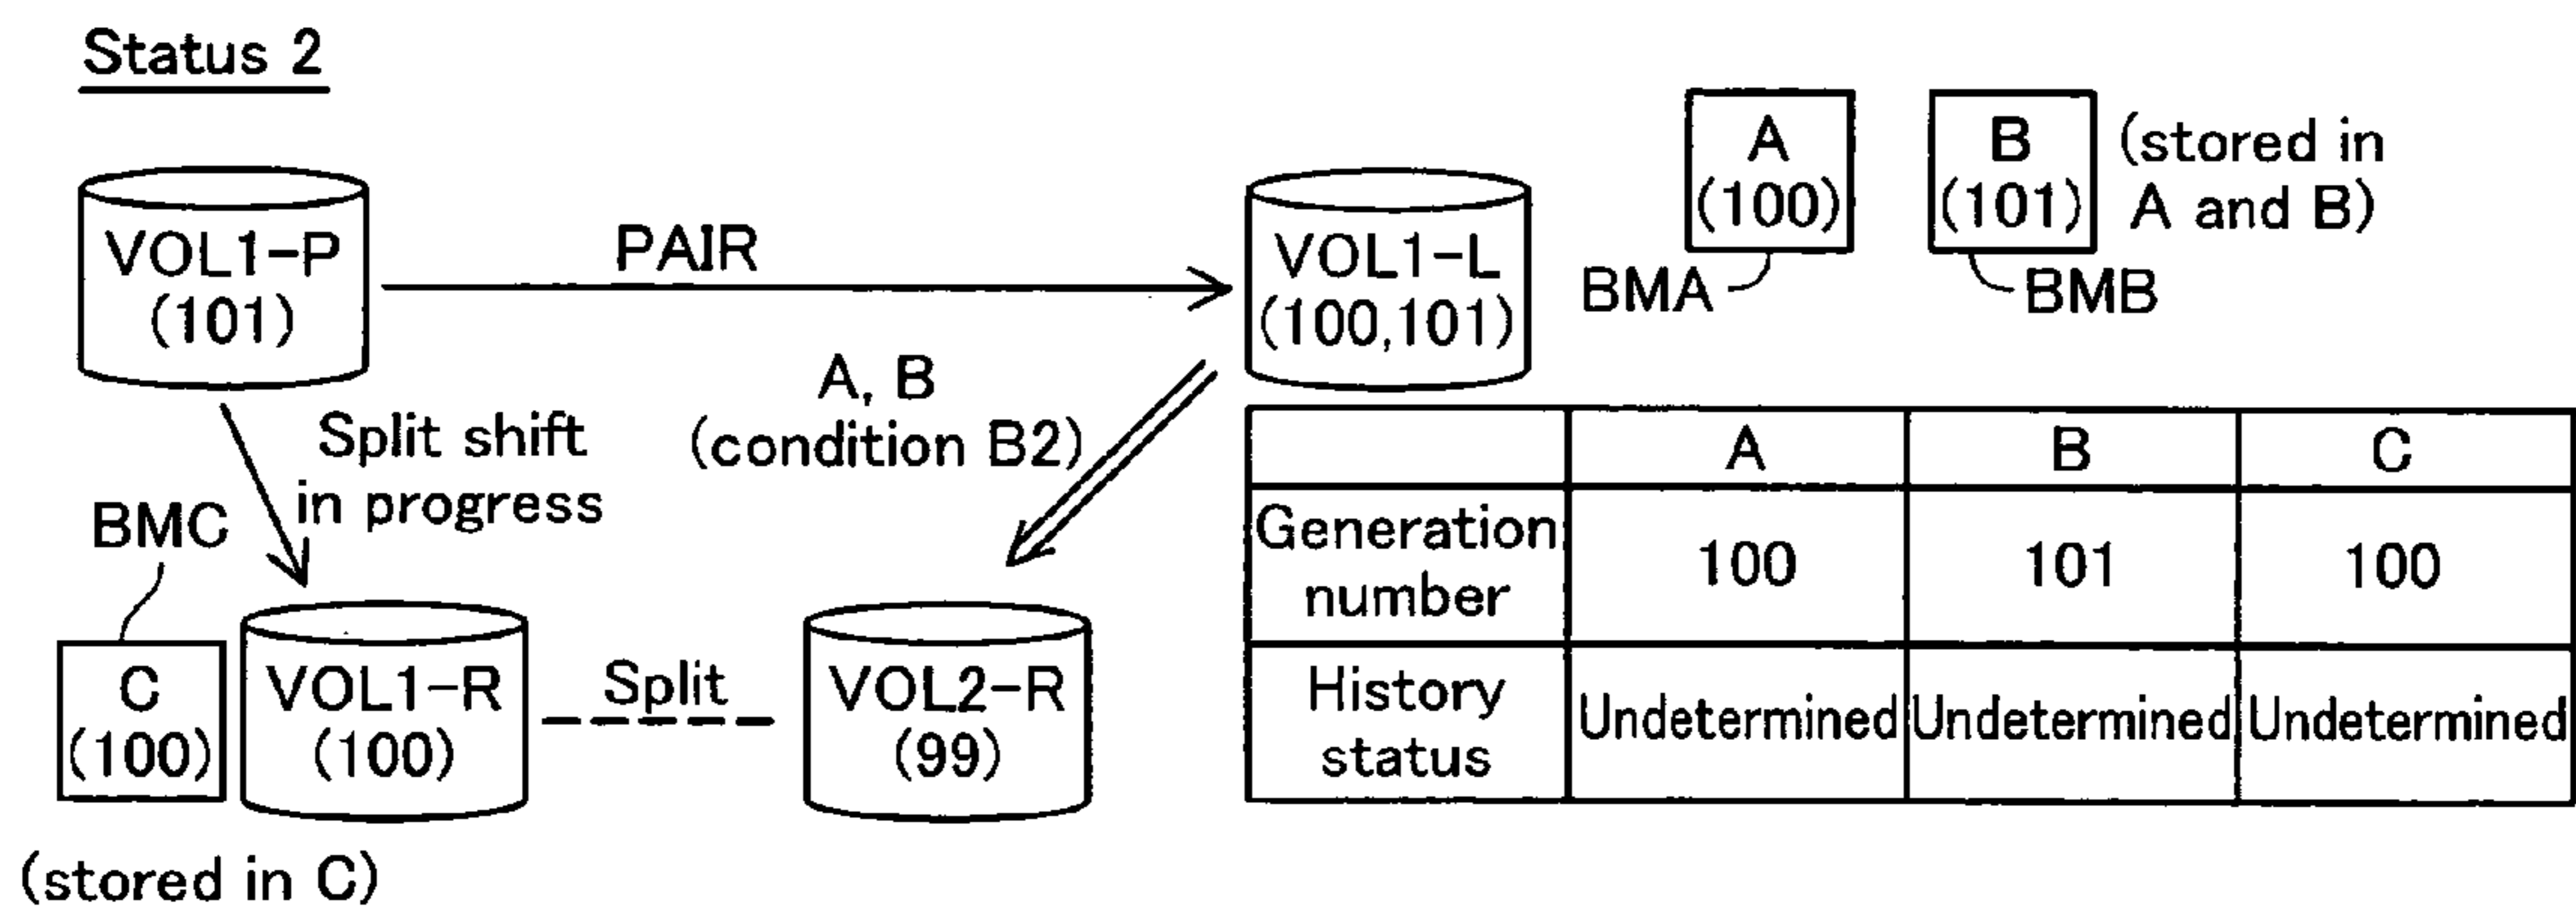 Status 2
VOL1-P
(101)
PAIR
VOL1-L
(100,101)
A
(100)
B
(101)
(stored in
A and B)
BMA
BMB
Split shift
in progress
A, B
(condition B2)
BMC
C
(100)
VOL1-R
(100)
Split
VOL2-R
(99)
(stored in C)
A B C
Generation
number
100 101 100
History
status
Undetermined Undetermined Undetermined